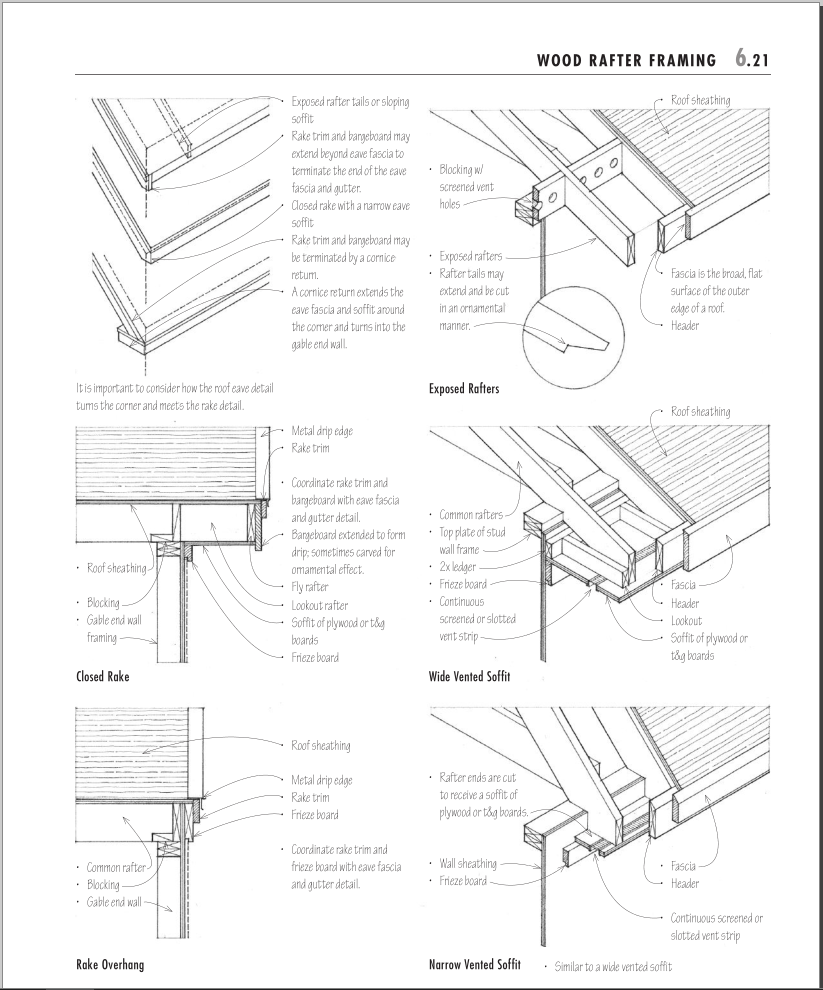 WOOD RAFTER FRAMING 6.21
• Exposed rafter tails or sloping
soffit
• Rake trim and bargeboard may
extend beyond eave fascia to
terminate the end of the eave
fascia and gutter.
• Closed rake with a narrow eave
soffit
• Rake trim and bargeboard may
be terminated by a cornice
return.
• A cornice return extends the
eave fascia and soffit around
the corner and turns into the
gable end wall.
It is important to consider how the roof eave detail
turns the corner and meets the rake detail.
• Roof sheathing
• Blocking w/
screened vent
holes
• Exposed rafters
• Rafter tails may
extend and be cut
in an ornamental
manner.
• Fascia is the broad, flat
surface of the outer
edge of a roof.
• Header
Exposed Rafters
• Metal drip edge
• Rake trim
• Coordinate rake trim and
bargeboard with eave fascia
and gutter detail.
• Bargeboard extended to form
drip; sometimes carved for
ornamental effect.
• Fly rafter
• Lookout rafter
• Soffit of plywood or t&g
boards
• Frieze board
• Roof sheathing
• Blocking
• Gable end wall
framing
Closed Rake
• Roof sheathing
• Common rafters
• Top plate of stud
wall frame
• 2x ledger
• Frieze board
• Continuous
screened or slotted
vent strip
• Fascia
• Header
• Lookout
• Soffit of plywood or
t&g boards
Wide Vented Soffit
• Roof sheathing
• Metal drip edge
• Rake trim
• Frieze board
• Coordinate rake trim and
frieze board with eave fascia
and gutter detail.
• Common rafter
• Blocking
• Gable end wall
Rake Overhang
• Rafter ends are cut
to receive a soffit of
plywood or t&g boards.
• Wall sheathing
• Frieze board
• Fascia
• Header
• Continuous screened or
slotted vent strip
Narrow Vented Soffit • Similar to a wide vented soffit